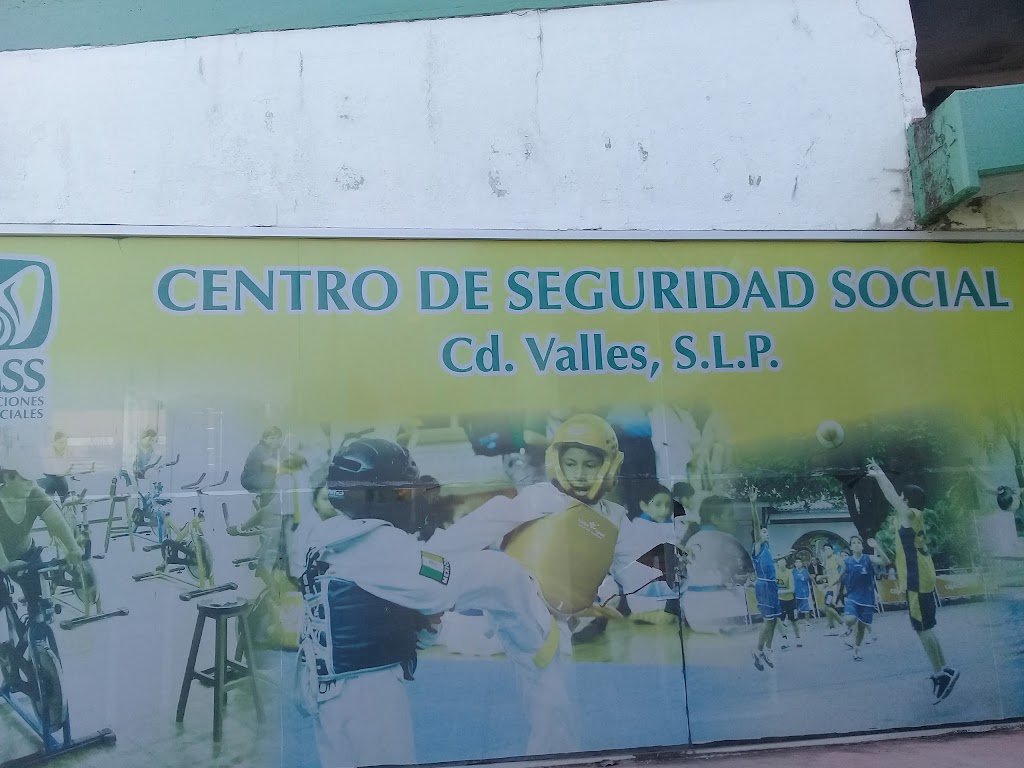 CENTRO DE SEGURIDAD SOCIAL
Cd. Valles, S.L.P.